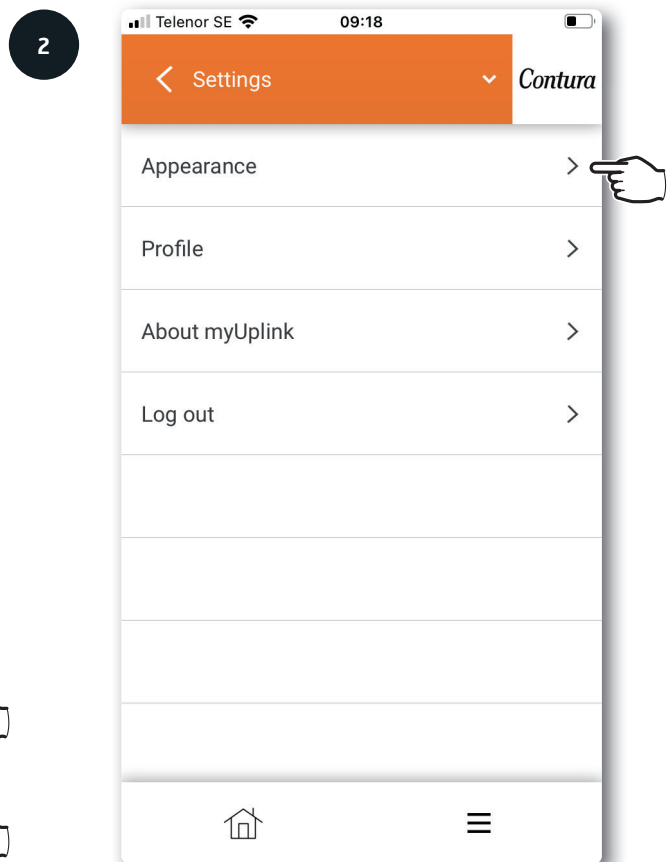 2
Telenor SE 09:18
Settings
Contura
Appearance
Profile
About myUplink
Log out